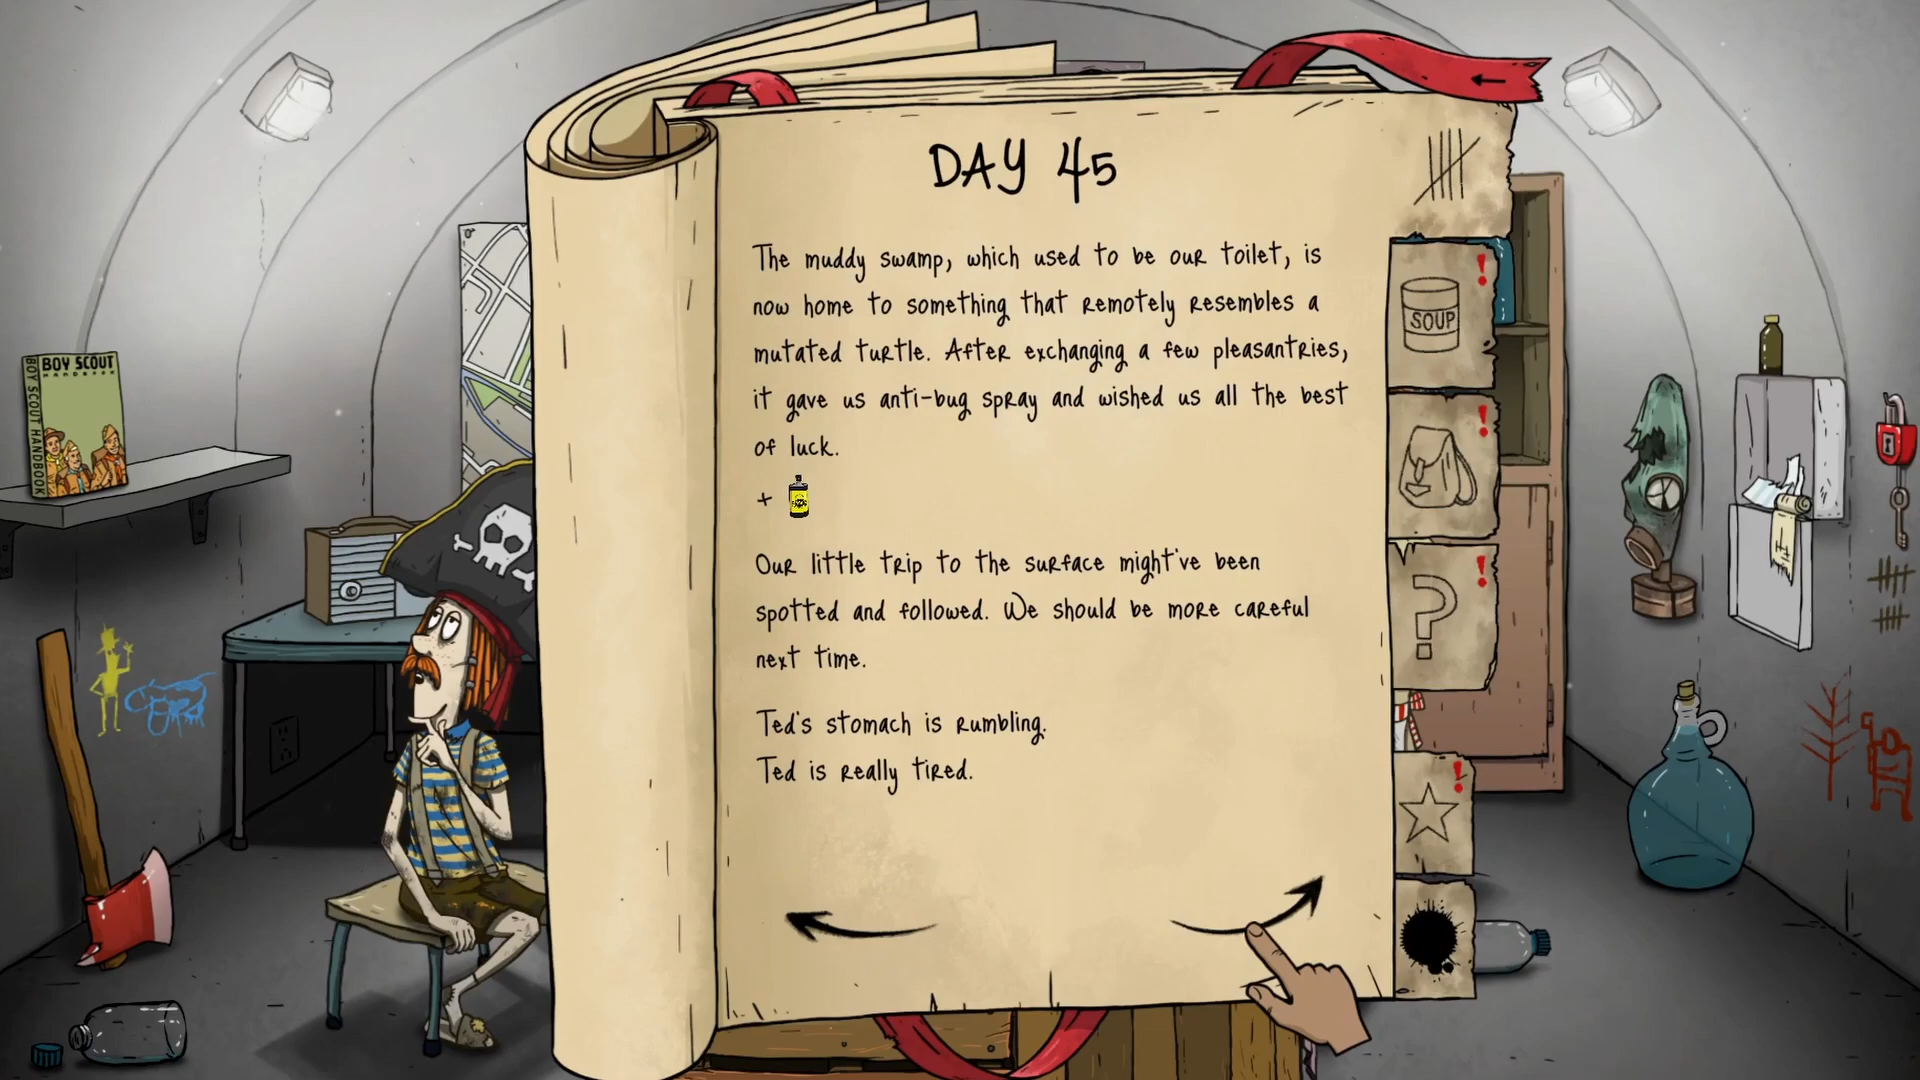 DAY 45
The muddy swamp, which used to be our toilet, is
now home to something that remotely resembles a
mutated turtle. After exchanging a few pleasantries,
it gave us anti-bug spray and wished us all the best
of luck.
+
Our little trip to the surface might've been
spotted and followed. We should be more careful
next time.
Ted's stomach is rumbling.
Ted is really tired.
SOUP
!
!
?
!
!
BOY SCOUT
HANDBOOK
BOY SCOUT HANDBOOK